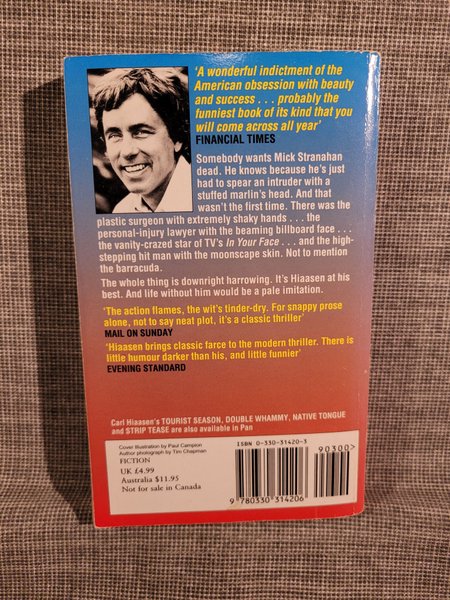 ‘A wonderful indictment of the
American obsession with beauty
and success . . . probably the
funniest book of its kind that you
will come across all year’
FINANCIAL TIMES
Somebody wants Mick Stranahan
dead. He knows because he’s just
had to spear an intruder with a
stuffed marlin’s head. And that
wasn’t the first time. There was the
plastic surgeon with extremely shaky hands . . . the
personal-injury lawyer with the beaming billboard face . . .
the vanity-crazed star of TV’s In Your Face . . . and the high-
stepping hit man with the moonscape skin. Not to mention
the barracuda.
The whole thing is downright harrowing. It’s Hiaasen at his
best. And life without him would be a pale imitation.
‘The action flames, the wit’s tinder-dry. For snappy prose
alone, not to say neat plot, it’s a classic thriller’
MAIL ON SUNDAY
‘Hiaasen brings classic farce to the modern thriller. There is
little humour darker than his, and little funnier’
EVENING STANDARD
Carl Hiaasen’s TOURIST SEASON, DOUBLE WHAMMY, NATIVE TONGUE
and STRIP TEASE are also available in Pan
Cover illustration by Paul Campion
Author photograph by Tim Chapman
FICTION
UK £4.99
Australia $11.95
Not for sale in Canada
ISBN 0-330-31420-3
90300>
9 780330 314206